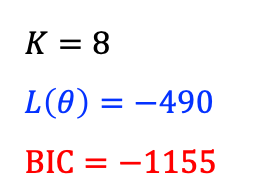 K = 8
L(θ) = −490
BIC = −1155